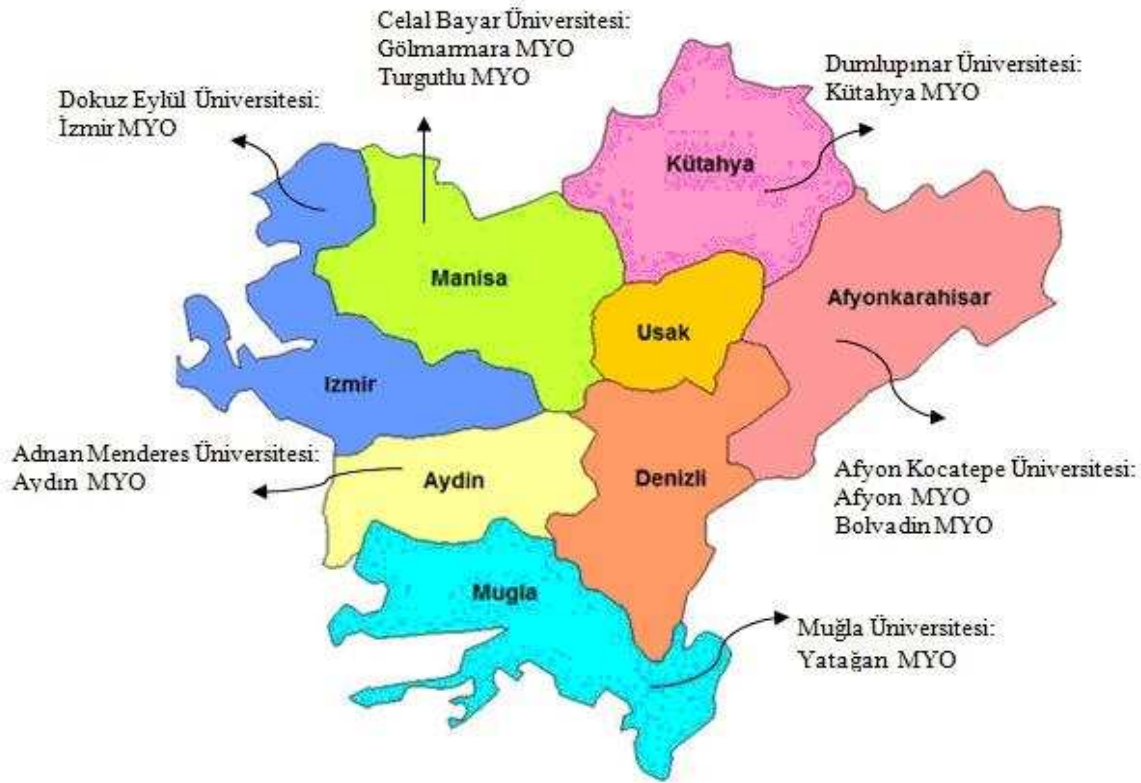 Celal Bayar Üniversitesi:
Gölmarmara MYO
Turgutlu MYO
Dumlupınar Üniversitesi:
Kütahya MYO
Dokuz Eylül Üniversitesi:
İzmir MYO
Kütahya
Manisa
Afyonkarahisar
Usak
Izmir
Adnan Menderes Üniversitesi:
Aydın MYO
Aydin
Denizli
Afyon Kocatepe Üniversitesi:
Afyon MYO
Bolvadin MYO
Mugla
Muğla Üniversitesi:
Yatağan MYO